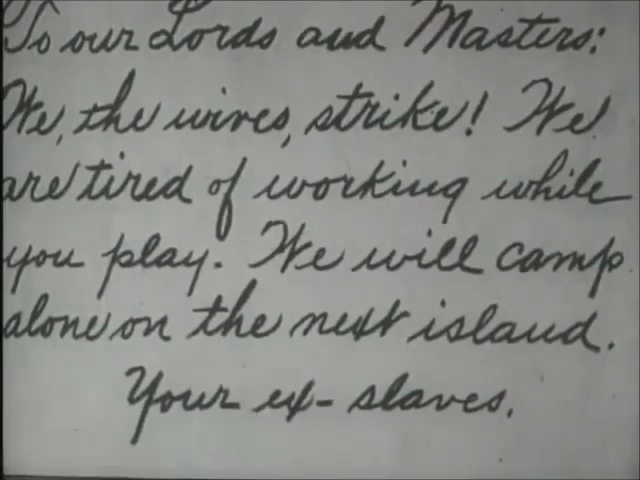 To our Lords and Masters:
We, the wives, strike! We
are tired of working while
you play. We will camp
alone on the next island.
Your ex-slaves.